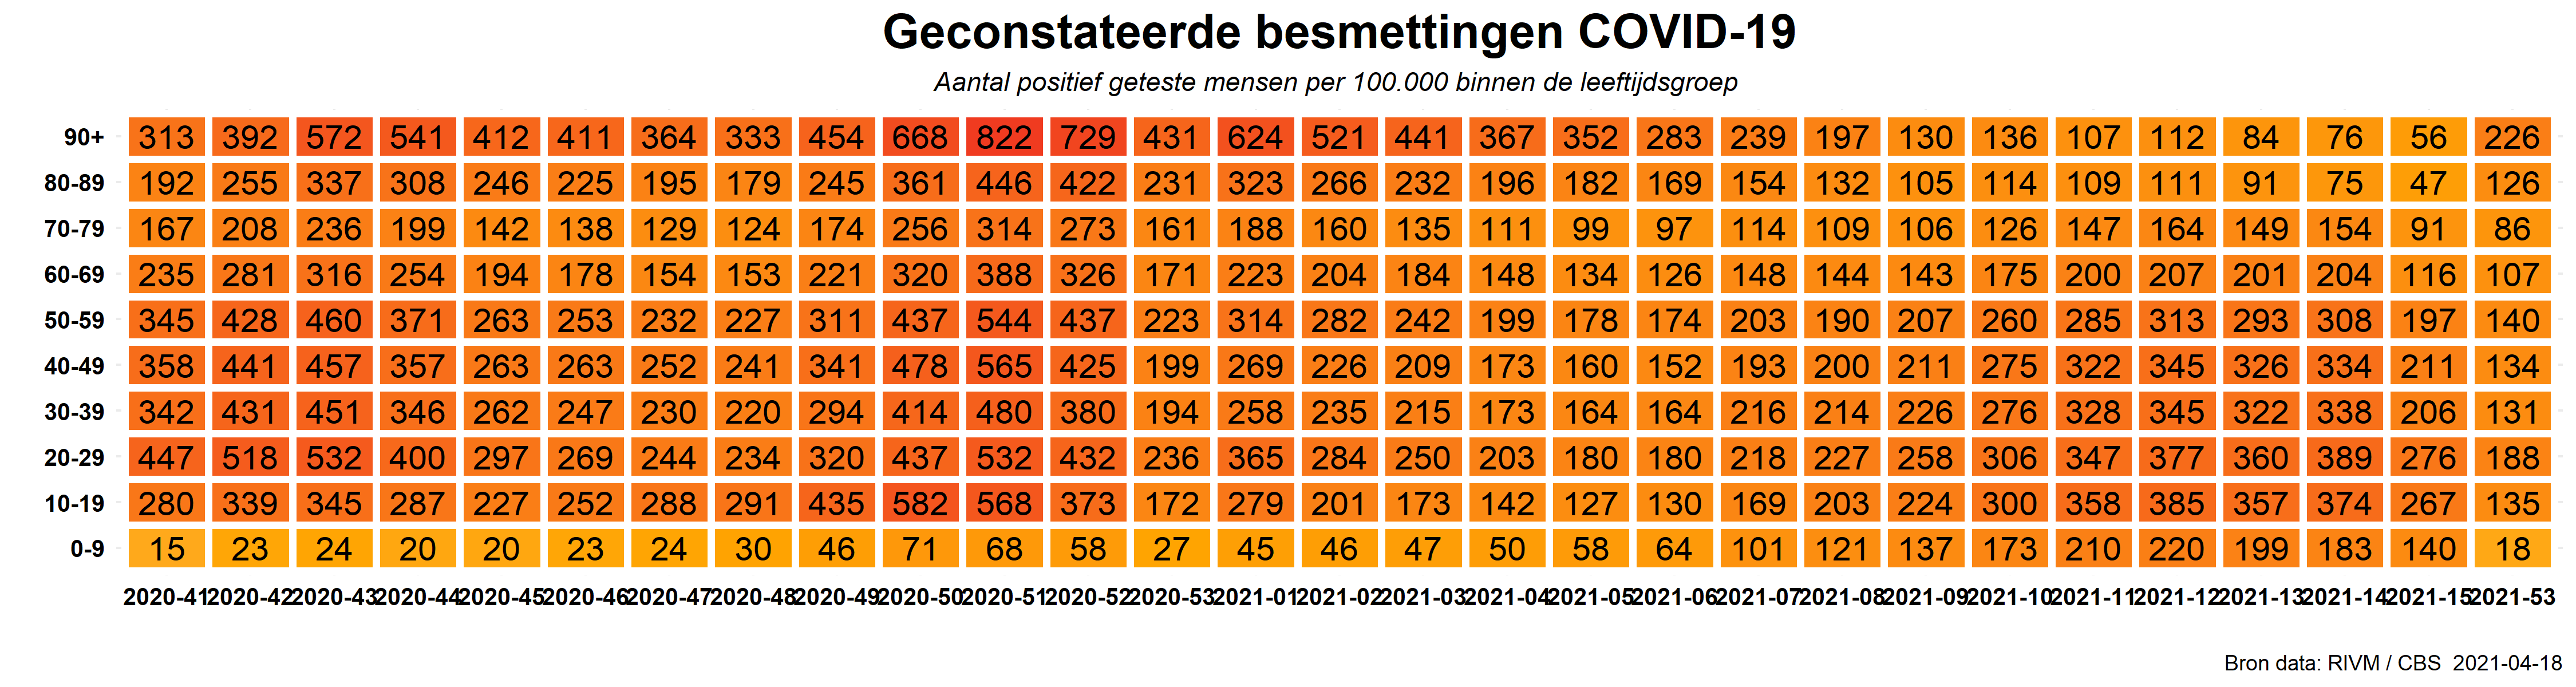 Geconstateerde besmettingen COVID-19
Aantal positief geteste mensen per 100.000 binnen de leeftijdsgroep
90+ 313 392 572 541 412 411 364 333 454 668 822 729 431 624 521 441 367 352 283 239 197 130 136 107 112 84 76 56 226
80-89 192 255 337 308 246 225 195 179 245 361 446 422 231 323 266 232 196 182 169 154 132 105 114 109 111 91 75 47 126
70-79 167 208 236 199 142 138 129 124 174 256 314 273 161 188 160 135 111 99 97 114 109 106 126 147 164 149 154 91 86
60-69 235 281 316 254 194 178 154 153 221 320 388 326 171 223 204 184 148 134 126 148 144 143 175 200 207 201 204 116 107
50-59 345 428 460 371 263 253 232 227 311 437 544 437 223 314 282 242 199 178 174 203 190 207 260 285 313 293 308 197 140
40-49 358 441 457 357 263 263 252 241 341 478 565 425 199 269 226 209 173 160 152 193 200 211 275 322 345 326 334 211 134
30-39 342 431 451 346 262 247 230 220 294 414 480 380 194 258 235 215 173 164 164 216 214 226 276 328 345 322 338 206 131
20-29 447 518 532 400 297 269 244 234 320 437 532 432 236 365 284 250 203 180 180 218 227 258 306 347 377 360 389 276 188
10-19 280 339 345 287 227 252 288 291 435 582 568 373 172 279 201 173 142 127 130 169 203 224 300 358 385 357 374 267 135
0-9 15 23 24 20 20 23 24 30 46 71 68 58 27 45 46 47 50 58 64 101 121 137 173 210 220 199 183 140 18
2020-41 2020-42 2020-43 2020-44 2020-45 2020-46 2020-47 2020-48 2020-49 2020-50 2020-51 2020-52 2020-53 2021-01 2021-02 2021-03 2021-04 2021-05 2021-06 2021-07 2021-08 2021-09 2021-10 2021-11 2021-12 2021-13 2021-14 2021-15 2021-53
Bron data: RIVM / CBS 2021-04-18